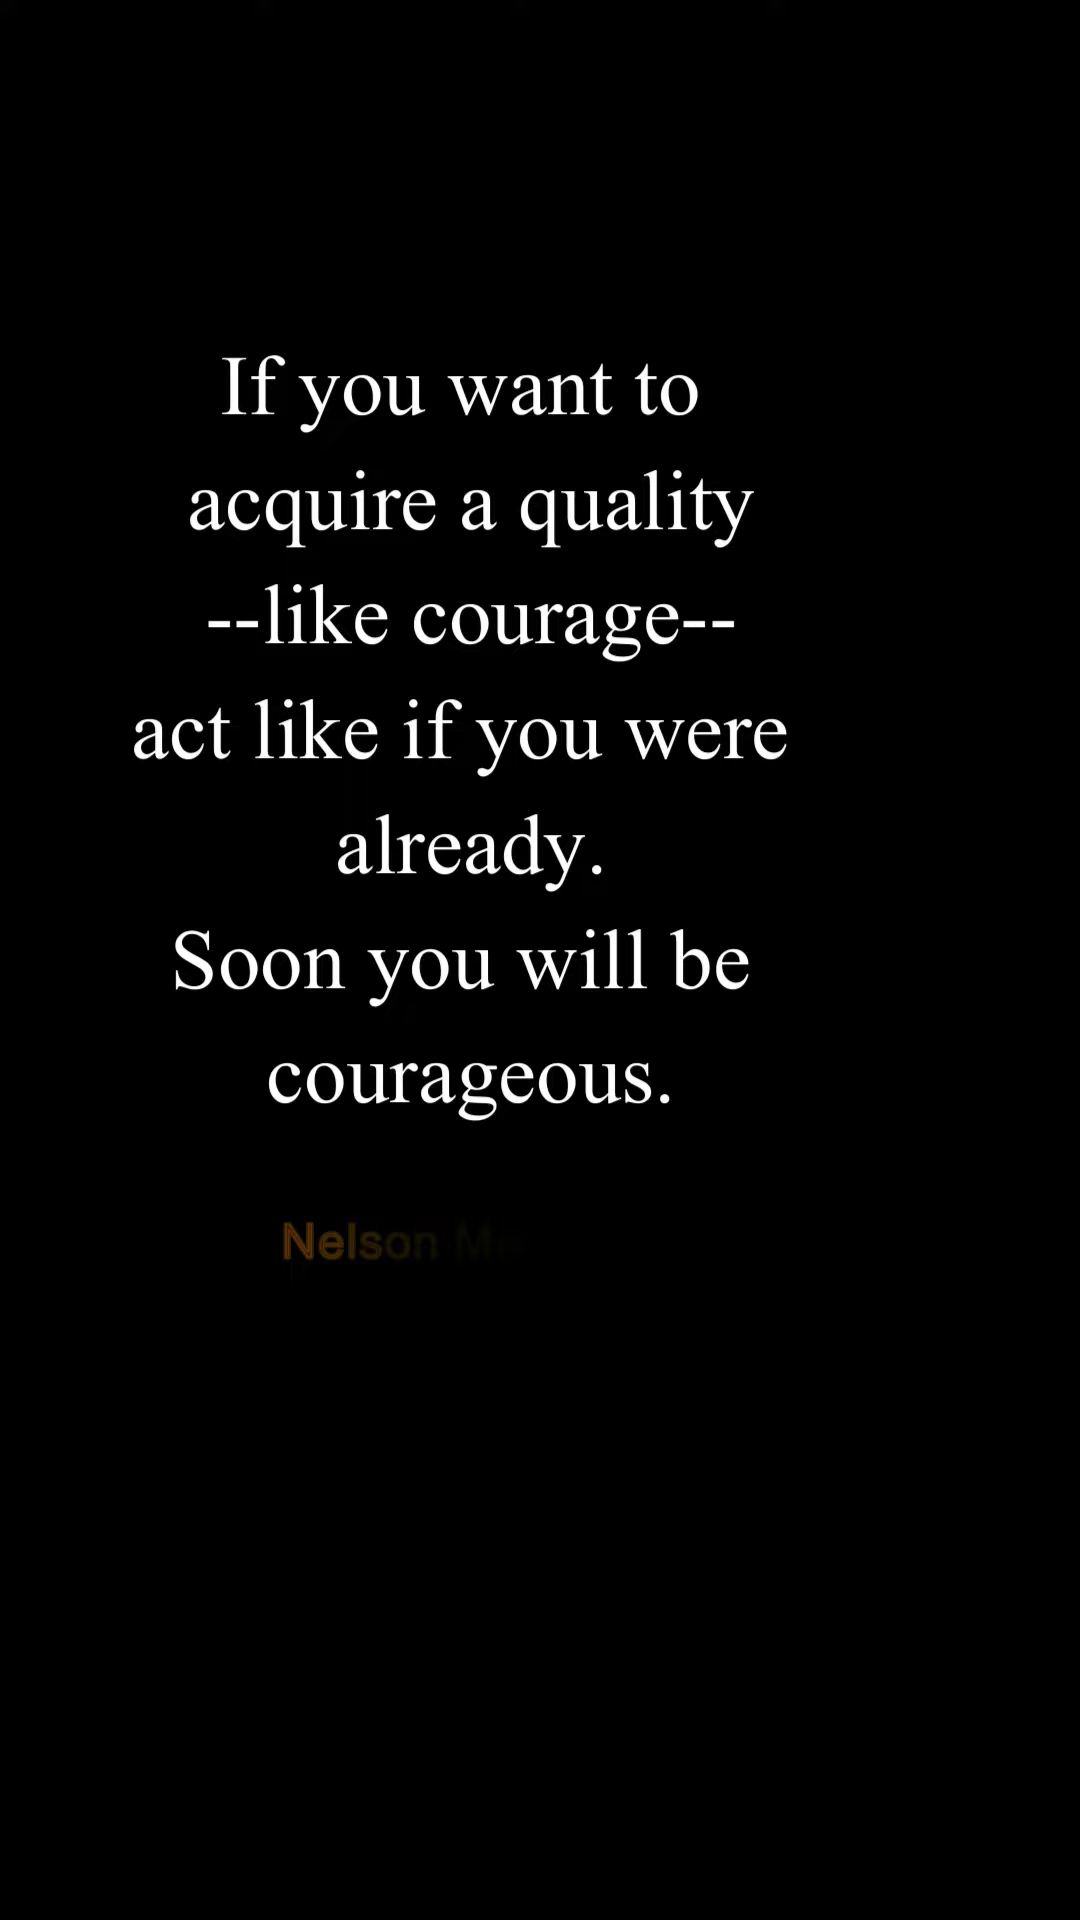 If you want to
acquire a quality
--like courage--
act like if you were
already.
Soon you will be
courageous.
Nelson